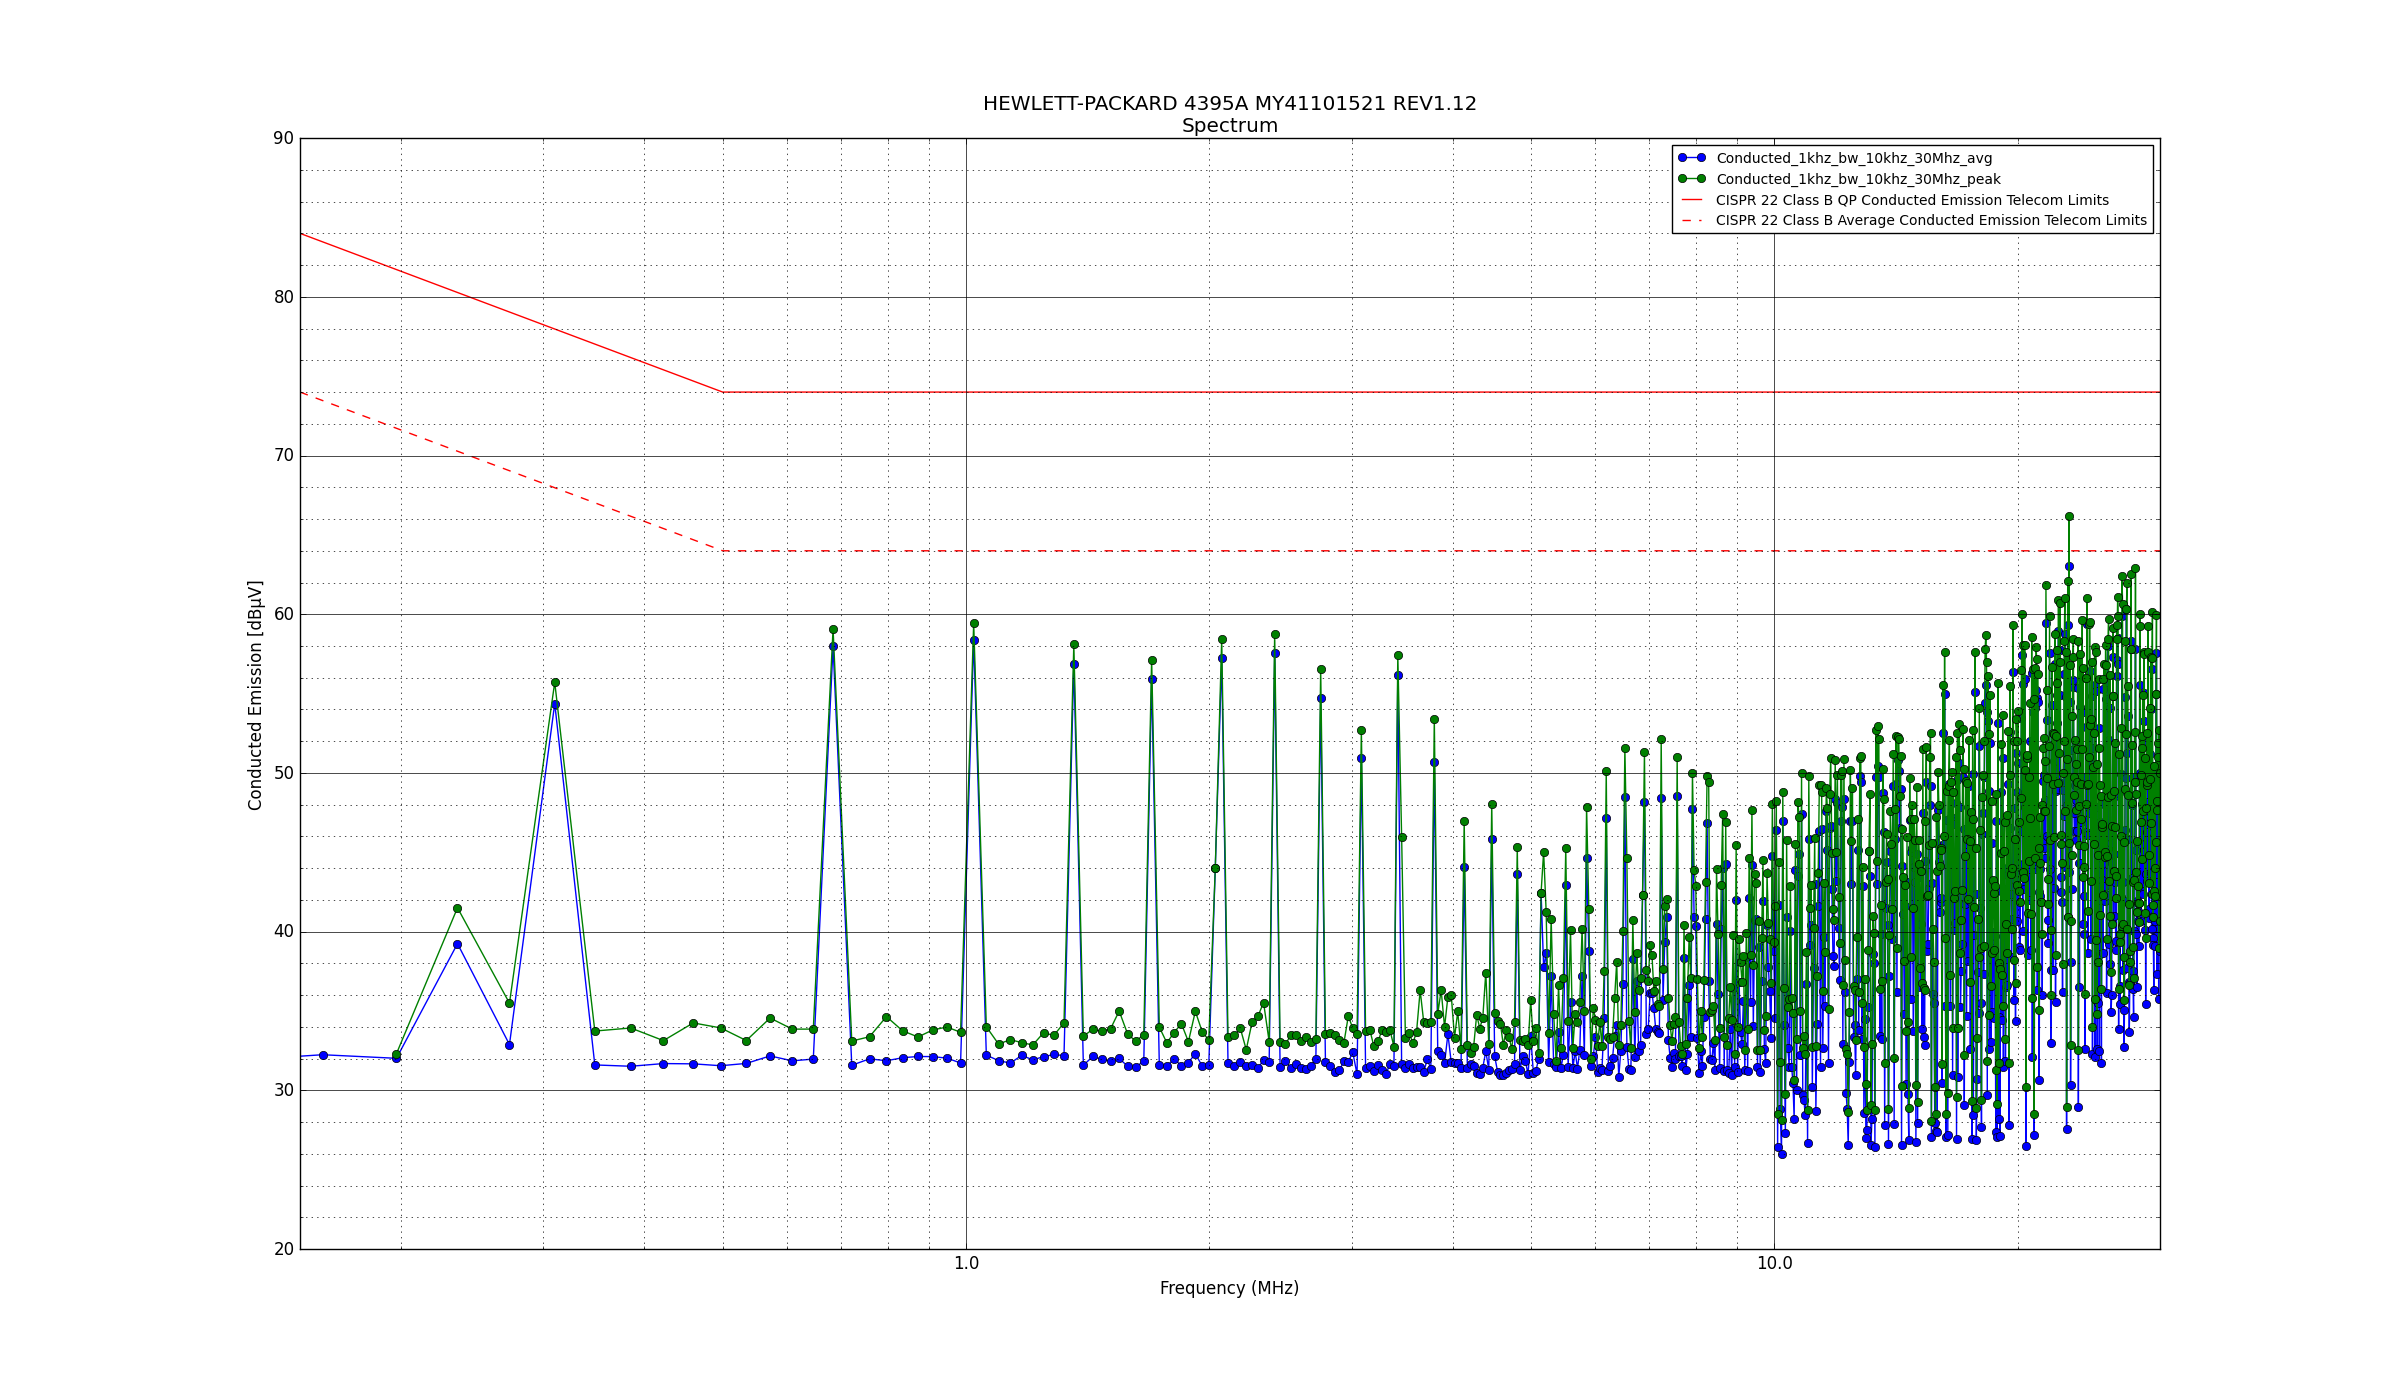 HEWLETT-PACKARD 4395A MY41101521 REV1.12
Spectrum
Conducted_1khz_bw_10khz_30Mhz_avg
Conducted_1khz_bw_10khz_30Mhz_peak
CISPR 22 Class B QP Conducted Emission Telecom Limits
CISPR 22 Class B Average Conducted Emission Telecom Limits
Conducted Emission [dBµV]
90
80
70
60
50
40
30
20
1.0
10.0
Frequency (MHz)